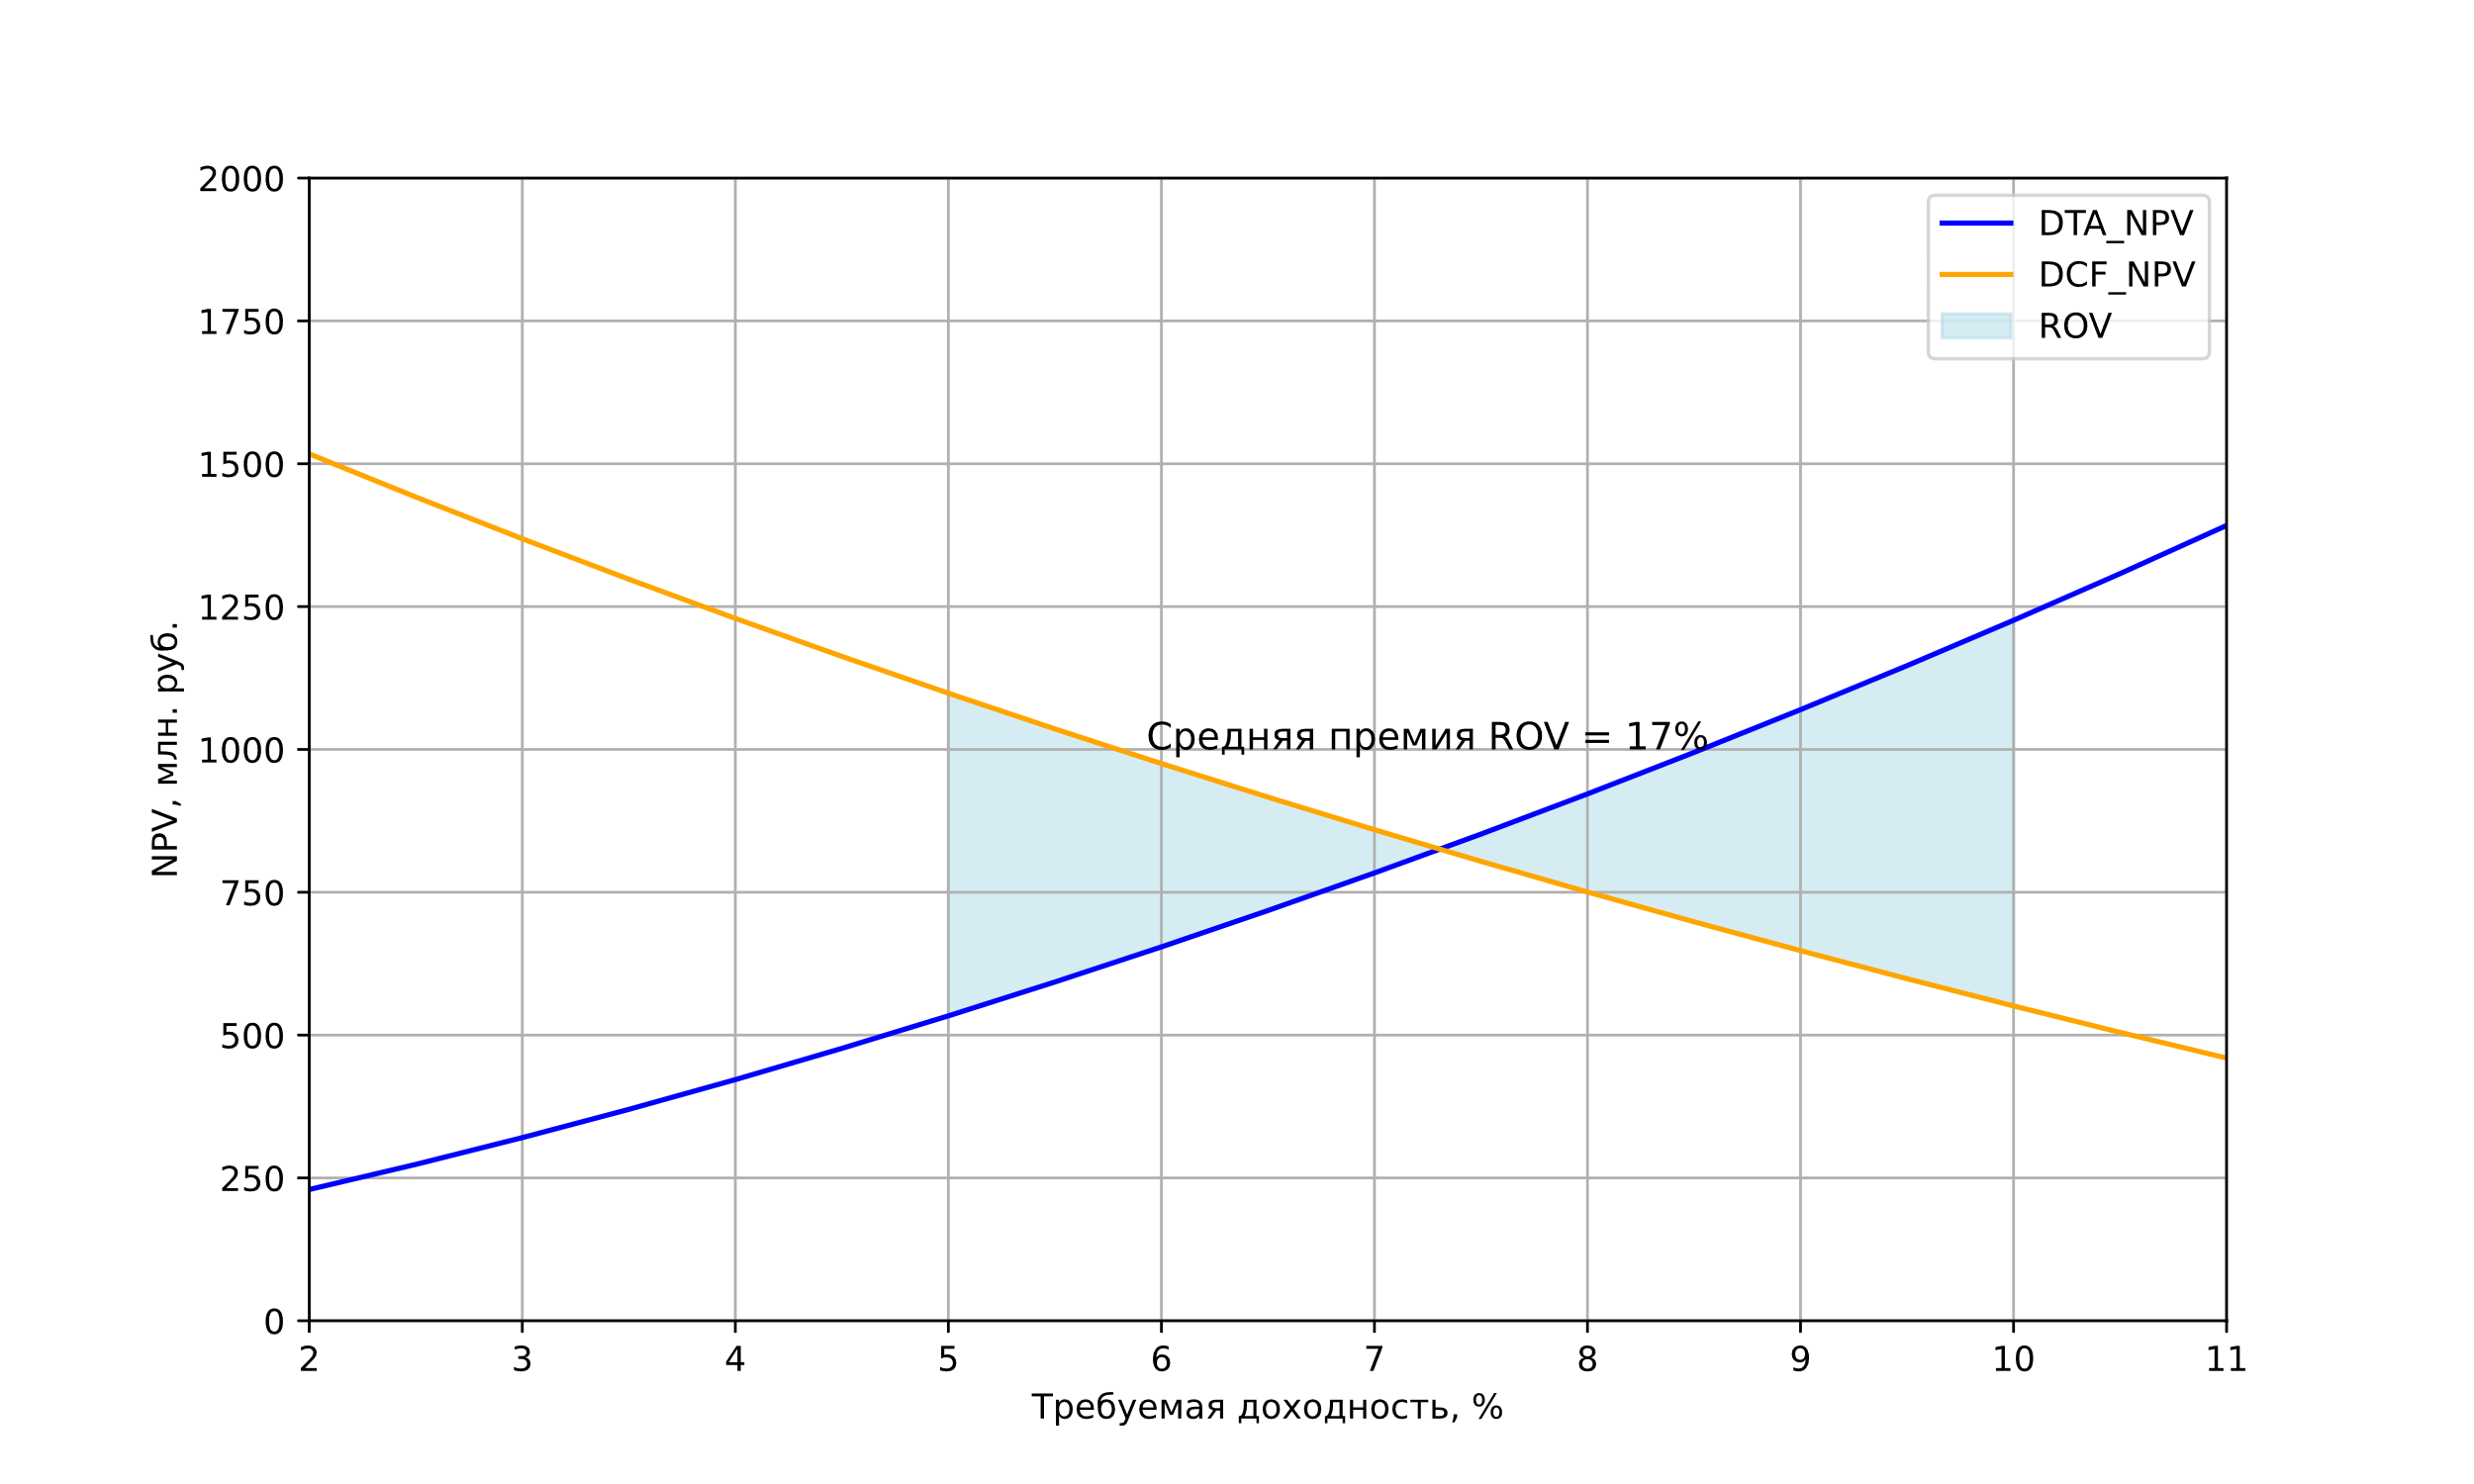 2000
1750
1500
1250
1000
750
500
250
0
NPV, млн. руб.
DTA_NPV
DCF_NPV
ROV
Средняя премия ROV = 17%
2 3 4 5 6 7 8 9 10 11
Требуемая доходность, %